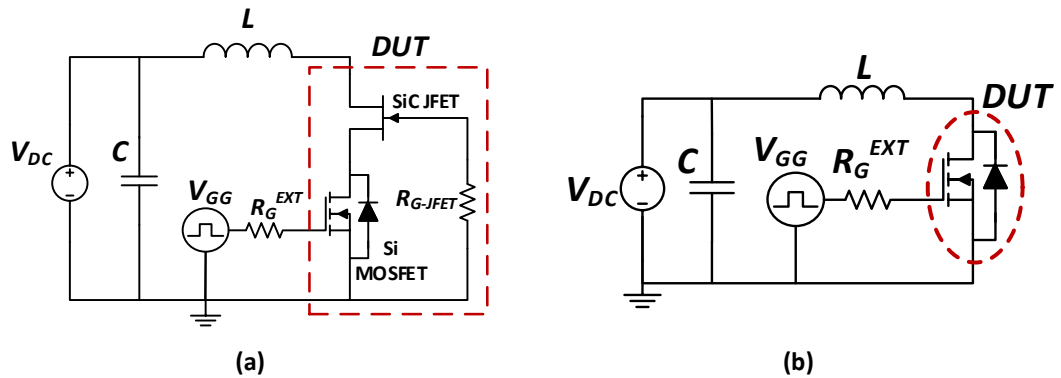 L
DUT
SiC JFET
V_DC
C
V_GG
R_G^EXT
R_G-JFET
Si
MOSFET
(a)
L
DUT
V_DC
C
V_GG
R_G^EXT
(b)